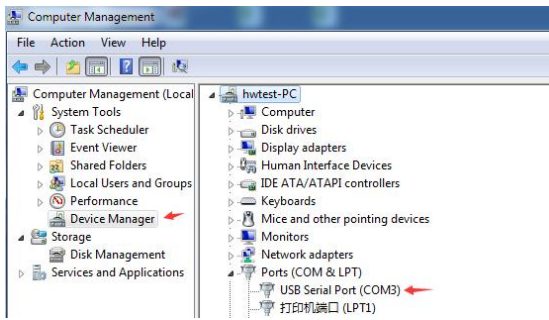 Computer Management
File Action View Help
Computer Management (Local
System Tools
Task Scheduler
Event Viewer
Shared Folders
Local Users and Groups
Performance
Device Manager
Storage
Disk Management
Services and Applications
hwtest-PC
Computer
Disk drives
Display adapters
Human Interface Devices
IDE ATA/ATAPI controllers
Keyboards
Mice and other pointing devices
Monitors
Network adapters
Ports (COM & LPT)
USB Serial Port (COM3)
打印机端口 (LPT1)